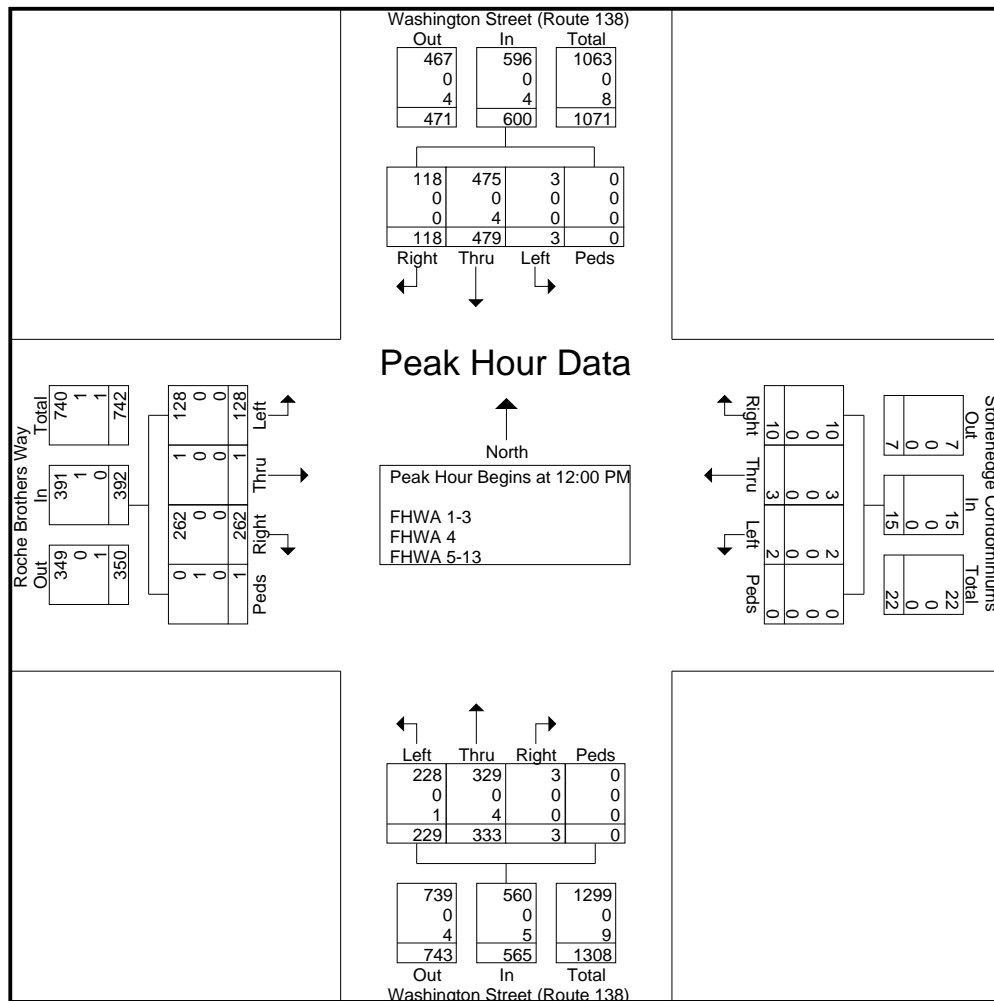 Washington Street (Route 138)
Out In Total
467 596 1063
0 0 0
4 4 8
471 600 1071
118 475 3 0
0 0 0 0
0 4 0 0
118 479 3 0
Right Thru Left Peds
Peak Hour Data
North
Peak Hour Begins at 12:00 PM
FHWA 1-3
FHWA 4
FHWA 5-13
Roche Brothers Way
Out In Total
349 391 740
0 1 1
1 0 1
350 392 742
0 262 1 128
1 0 0 0
0 0 0 0
1 262 1 128
Peds Right Thru Left
Stonehedge Condominiums
Out In Total
7 15 22
0 0 0
0 0 0
7 15 22
10 3 2 0
0 0 0 0
0 0 0 0
10 3 2 0
Right Thru Left Peds
Left Thru Right Peds
228 329 3 0
0 0 0 0
1 4 0 0
229 333 3 0
739 560 1299
0 0 0
4 5 9
743 565 1308
Out In Total
Washington Street (Route 138)